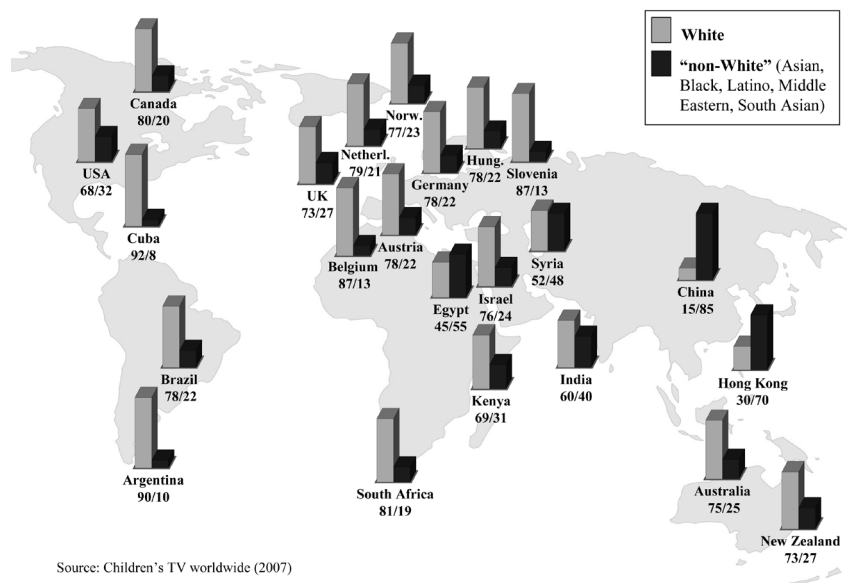 White
“non-White” (Asian,
Black, Latino, Middle
Eastern, South Asian)
Canada
80/20
USA
68/32
Cuba
92/8
Brazil
78/22
Argentina
90/10
Norw.
77/23
Netherl.
79/21
UK
73/27
Germany
78/22
Hung.
78/22
Slovenia
87/13
Belgium
87/13
Austria
78/22
Egypt
45/55
Israel
76/24
Syria
52/48
Kenya
69/31
India
60/40
South Africa
81/19
China
15/85
Hong Kong
30/70
Australia
75/25
New Zealand
73/27
Source: Children’s TV worldwide (2007)